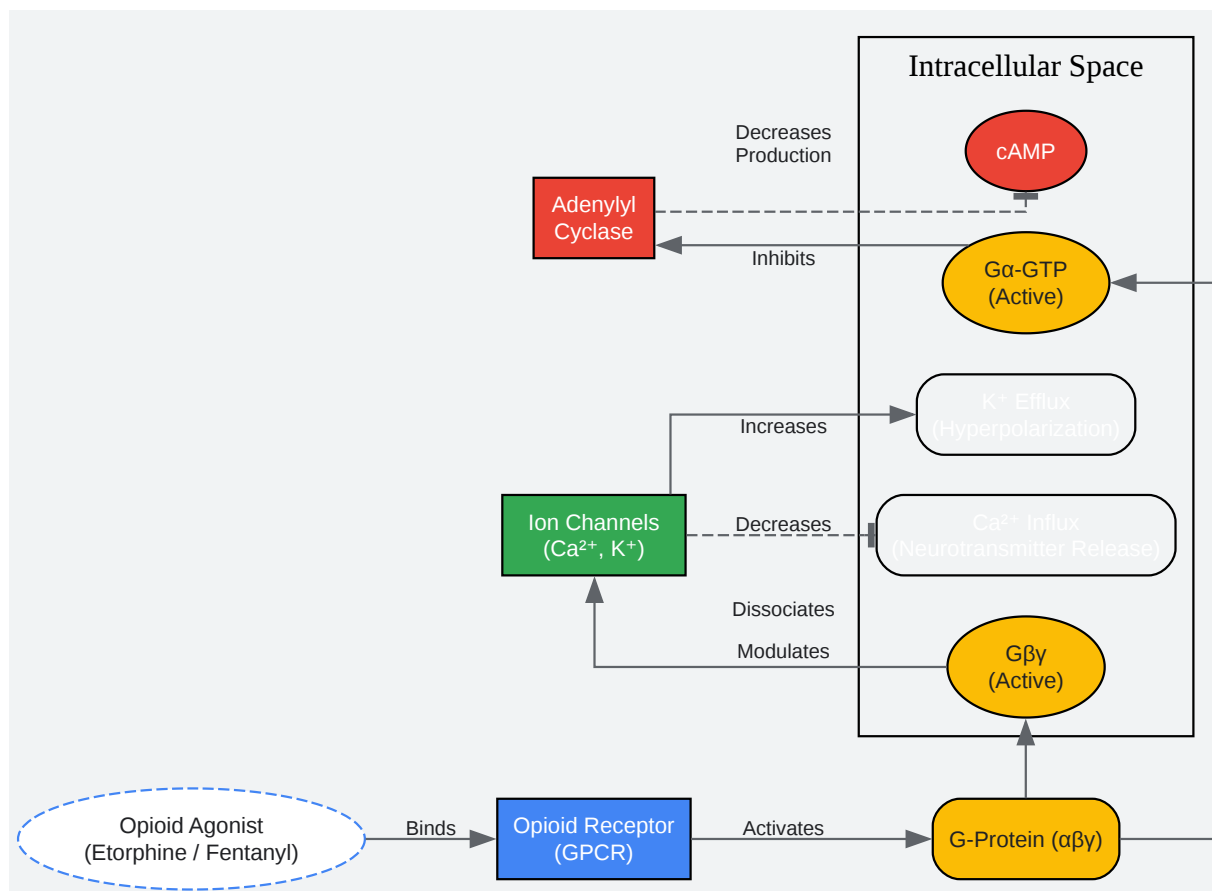 Intracellular Space
Decreases
Production
cAMP
Adenylyl
Cyclase
Inhibits
Gα-GTP
(Active)
K⁺ Efflux
(Hyperpolarization)
Increases
Ion Channels
(Ca²⁺, K⁺)
Decreases
Ca²⁺ Influx
(Neurotransmitter Release)
Dissociates
Modulates
Gβγ
(Active)
Opioid Agonist
(Etorphine / Fentanyl)
Binds
Opioid Receptor
(GPCR)
Activates
G-Protein (αβγ)